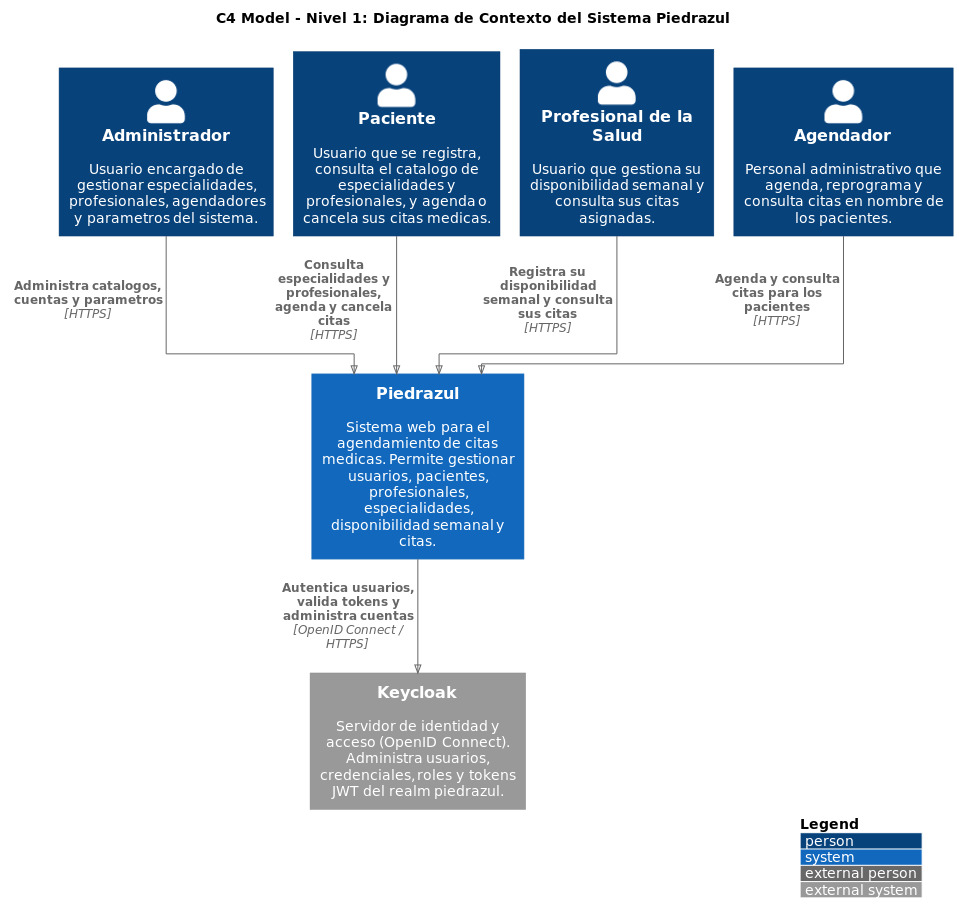 C4 Model - Nivel 1: Diagrama de Contexto del Sistema Piedrazul
Administrador
Usuario encargado de
gestionar especialidades,
profesionales, agendadores
y parametros del sistema.
Paciente
Usuario que se registra,
consulta el catalogo de
especialidades y
profesionales, y agenda o
cancela sus citas medicas.
Profesional de la
Salud
Usuario que gestiona su
disponibilidad semanal y
consulta sus citas
asignadas.
Agendador
Personal administrativo que
agenda, reprograma y
consulta citas en nombre de
los pacientes.
Administra catalogos,
cuentas y parametros
[HTTPS]
Consulta
especialidades y
profesionales,
agenda y cancela
citas
[HTTPS]
Registra su
disponibilidad
semanal y consulta
sus citas
[HTTPS]
Agenda y consulta
citas para los
pacientes
[HTTPS]
Piedrazul
Sistema web para el
agendamiento de citas
medicas. Permite gestionar
usuarios, pacientes,
profesionales,
especialidades,
disponibilidad semanal y
citas.
Autentica usuarios,
valida tokens y
administra cuentas
[OpenID Connect /
HTTPS]
Keycloak
Servidor de identidad y
acceso (OpenID Connect).
Administra usuarios,
credenciales, roles y tokens
JWT del realm piedrazul.
Legend
person
system
external person
external system